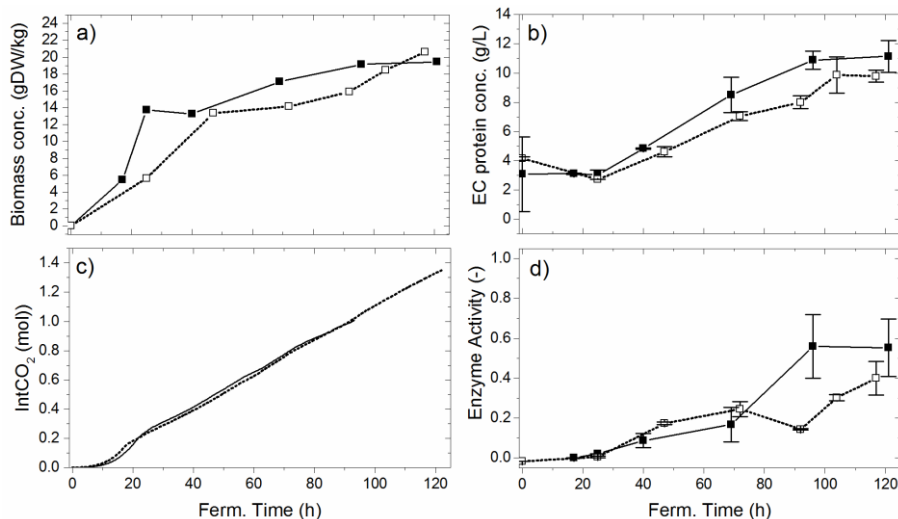 a)
Biomass conc. (gDW/kg)
24
22
20
18
16
14
12
10
8
6
4
2
0
b)
EC protein conc. (g/L)
14
12
10
8
6
4
2
0
c)
IntCO2 (mol))
1.4
1.2
1.0
0.8
0.6
0.4
0.2
0.0
0 20 40 60 80 100 120
Ferm. Time (h)
d)
Enzyme Activity (-)
1.0
0.8
0.6
0.4
0.2
0.0
0 20 40 60 80 100 120
Ferm. Time (h)